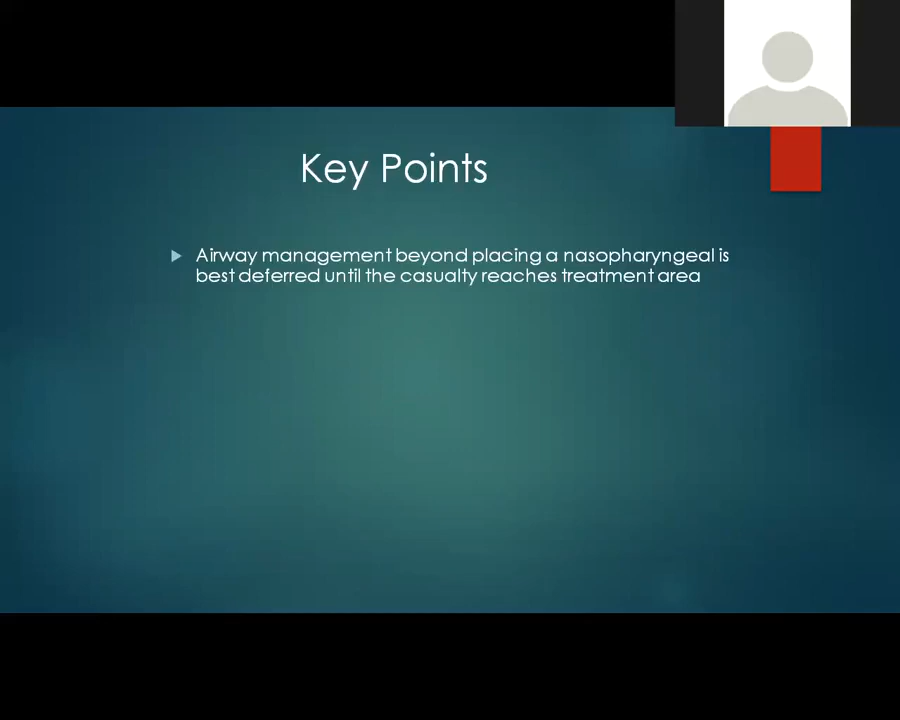 Key Points
Airway management beyond placing a nasopharyngeal is
best deferred until the casualty reaches treatment area